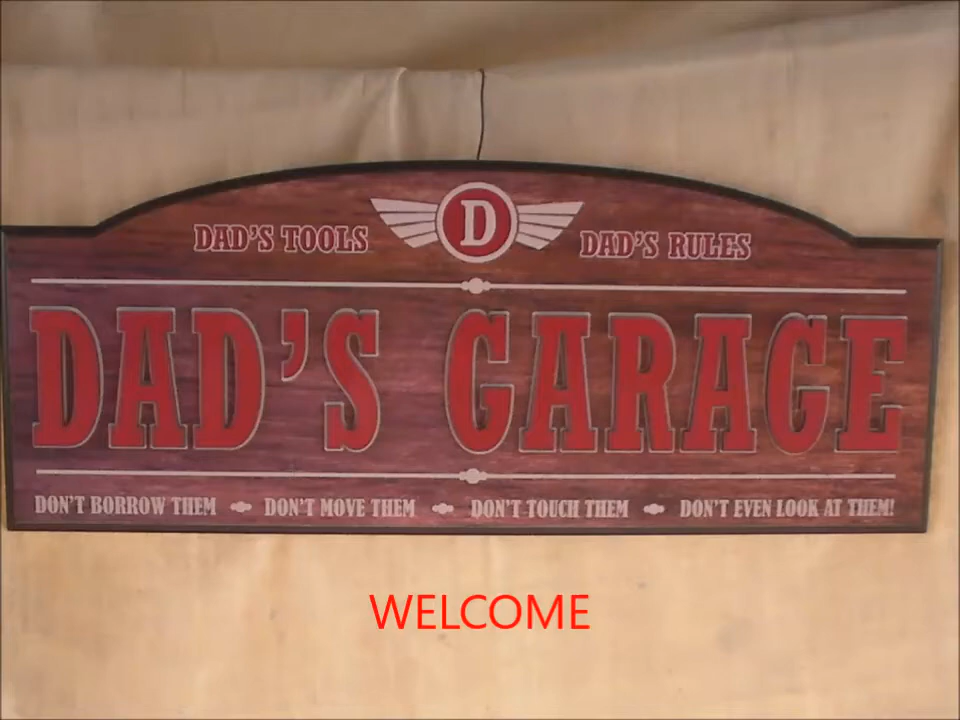 D
DAD'S TOOLS DAD'S RULES
DAD'S GARAGE
DON'T BORROW THEM DON'T MOVE THEM DON'T TOUCH THEM DON'T EVEN LOOK AT THEM!
WELCOME